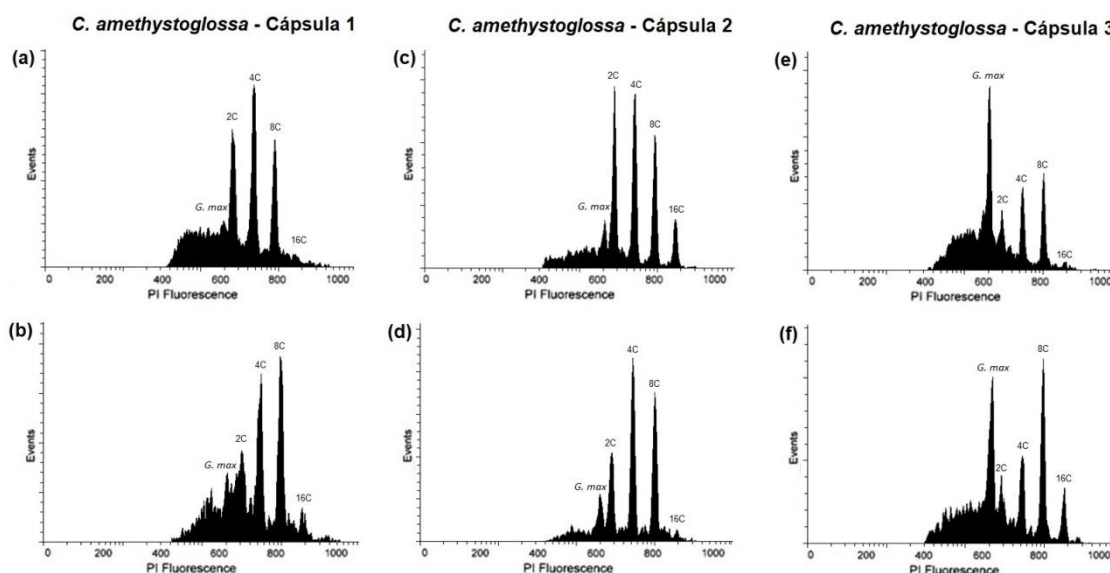 C. amethystoglossa - Cápsula 1
C. amethystoglossa - Cápsula 2
C. amethystoglossa - Cápsula 3
(a)
Events
G. max
2C
4C
8C
16C
0 200 400 600 800 1000
PI Fluorescence
(c)
Events
G. max
2C
4C
8C
16C
0 200 400 600 800 1000
PI Fluorescence
(e)
Events
G. max
2C
4C
8C
16C
0 200 400 600 800 1000
PI Fluorescence
(b)
Events
G. max
2C
4C
8C
16C
0 200 400 600 800 1000
PI Fluorescence
(d)
Events
G. max
2C
4C
8C
16C
0 200 400 600 800 1000
PI Fluorescence
(f)
Events
G. max
2C
4C
8C
16C
0 200 400 600 800 1000
PI Fluorescence